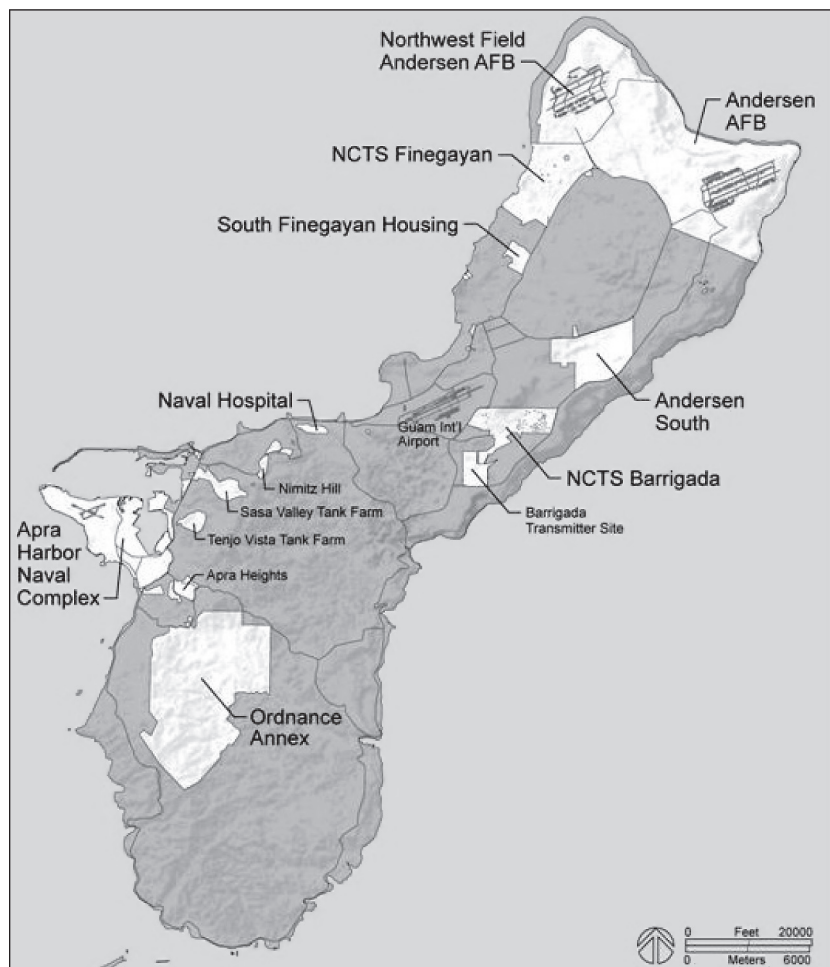 Northwest Field
Andersen AFB
Andersen
AFB
NCTS Finegayan
South Finegayan Housing
Naval Hospital
Guam Int'l
Airport
Andersen
South
Nimitz Hill
NCTS Barrigada
Sasa Valley Tank Farm
Barrigada
Transmitter Site
Tenjo Vista Tank Farm
Apra
Harbor
Naval
Complex
Apra Heights
Ordnance
Annex
0 Feet 20000
0 Meters 6000